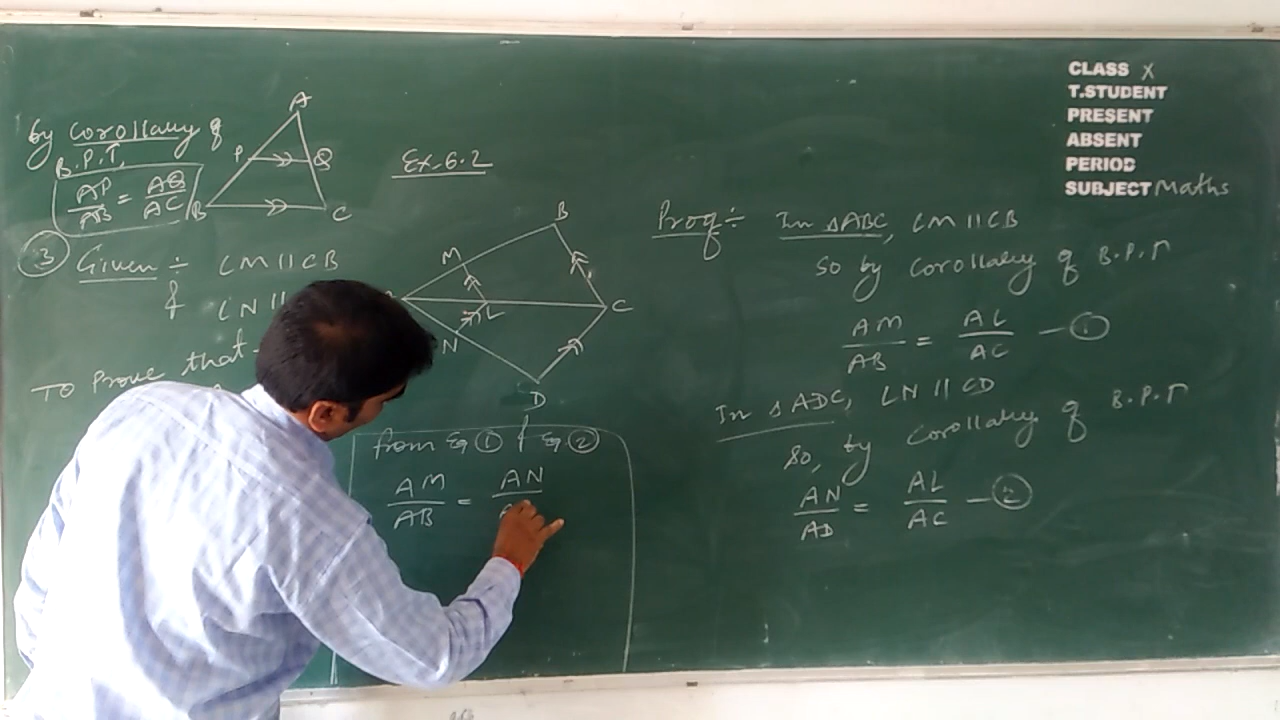 CLASS X
T.STUDENT
PRESENT
ABSENT
PERIOD
SUBJECT Maths
by corollary of
B.P.T.
AP/AB = AQ/AC
A
P
Q
B
C
Ex-6.2
③ Given ÷ LM || CB
& LN ||
To Prove that-
B
M
C
L
N
D
from Eq ① & Eq ②
AM/AB = AN
Proof ÷ In ΔABC, LM || CB
So by corollary of B.P.T
AM/AB = AL/AC — ①
In ΔADC, LN || CD
So, by corollary of B.P.T
AN/AD = AL/AC — ②